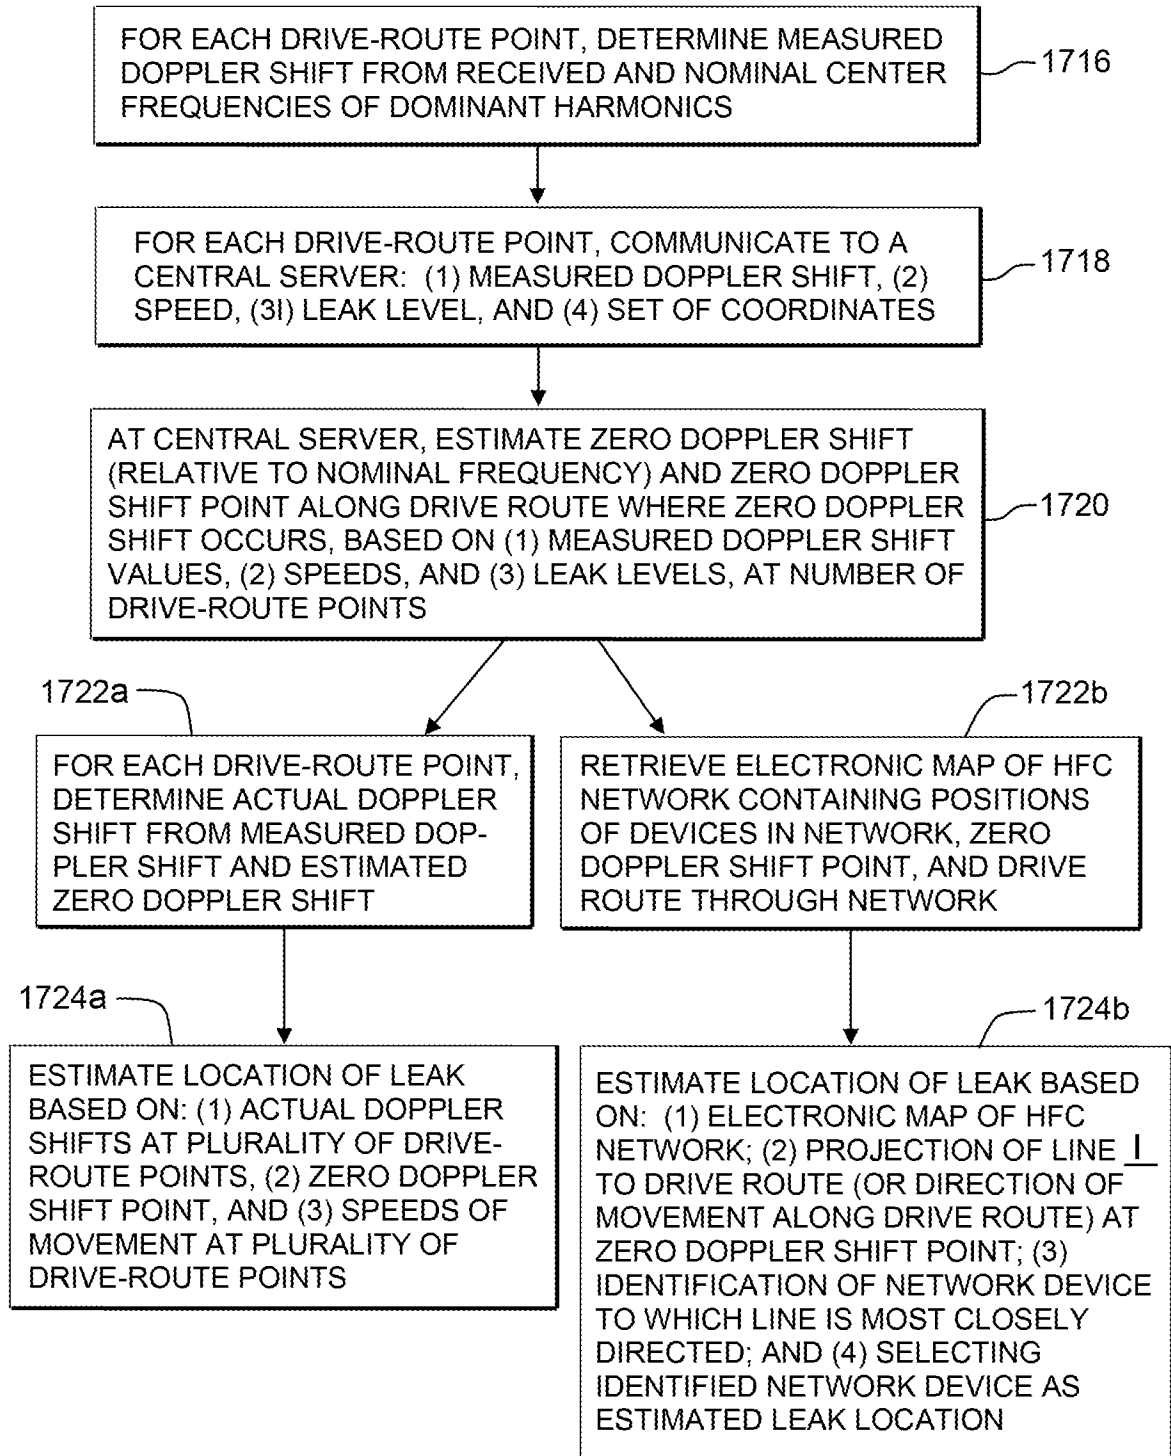 FOR EACH DRIVE-ROUTE POINT, DETERMINE MEASURED
DOPPLER SHIFT FROM RECEIVED AND NOMINAL CENTER
FREQUENCIES OF DOMINANT HARMONICS
1716
FOR EACH DRIVE-ROUTE POINT, COMMUNICATE TO A
CENTRAL SERVER: (1) MEASURED DOPPLER SHIFT, (2)
SPEED, (3I) LEAK LEVEL, AND (4) SET OF COORDINATES
1718
AT CENTRAL SERVER, ESTIMATE ZERO DOPPLER SHIFT
(RELATIVE TO NOMINAL FREQUENCY) AND ZERO DOPPLER
SHIFT POINT ALONG DRIVE ROUTE WHERE ZERO DOPPLER
SHIFT OCCURS, BASED ON (1) MEASURED DOPPLER SHIFT
VALUES, (2) SPEEDS, AND (3) LEAK LEVELS, AT NUMBER OF
DRIVE-ROUTE POINTS
1720
1722a
FOR EACH DRIVE-ROUTE POINT,
DETERMINE ACTUAL DOPPLER
SHIFT FROM MEASURED DOP-
PLER SHIFT AND ESTIMATED
ZERO DOPPLER SHIFT
1722b
RETRIEVE ELECTRONIC MAP OF HFC
NETWORK CONTAINING POSITIONS
OF DEVICES IN NETWORK, ZERO
DOPPLER SHIFT POINT, AND DRIVE
ROUTE THROUGH NETWORK
1724a
ESTIMATE LOCATION OF LEAK
BASED ON: (1) ACTUAL DOPPLER
SHIFTS AT PLURALITY OF DRIVE-
ROUTE POINTS, (2) ZERO DOPPLER
SHIFT POINT, AND (3) SPEEDS OF
MOVEMENT AT PLURALITY OF
DRIVE-ROUTE POINTS
1724b
ESTIMATE LOCATION OF LEAK BASED
ON: (1) ELECTRONIC MAP OF HFC
NETWORK; (2) PROJECTION OF LINE ⊥
TO DRIVE ROUTE (OR DIRECTION OF
MOVEMENT ALONG DRIVE ROUTE) AT
ZERO DOPPLER SHIFT POINT; (3)
IDENTIFICATION OF NETWORK DEVICE
TO WHICH LINE IS MOST CLOSELY
DIRECTED; AND (4) SELECTING
IDENTIFIED NETWORK DEVICE AS
ESTIMATED LEAK LOCATION